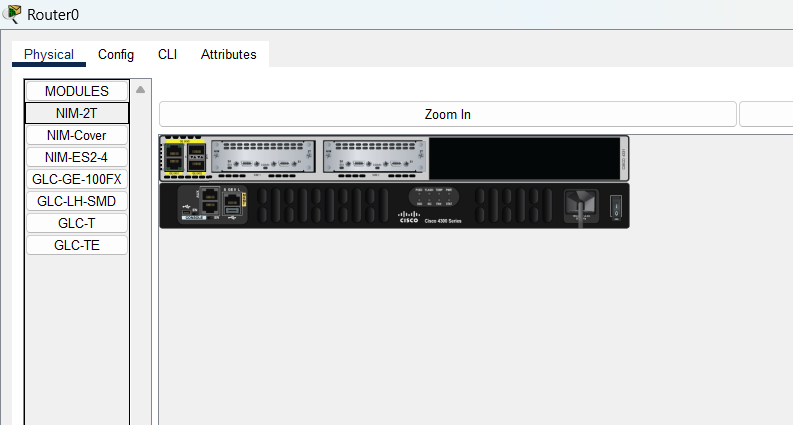 Router0
Physical
Config
CLI
Attributes
MODULES
NIM-2T
NIM-Cover
NIM-ES2-4
GLC-GE-100FX
GLC-LH-SMD
GLC-T
GLC-TE
Zoom In
CONSOLE
CISCO
Cisco 4300 Series